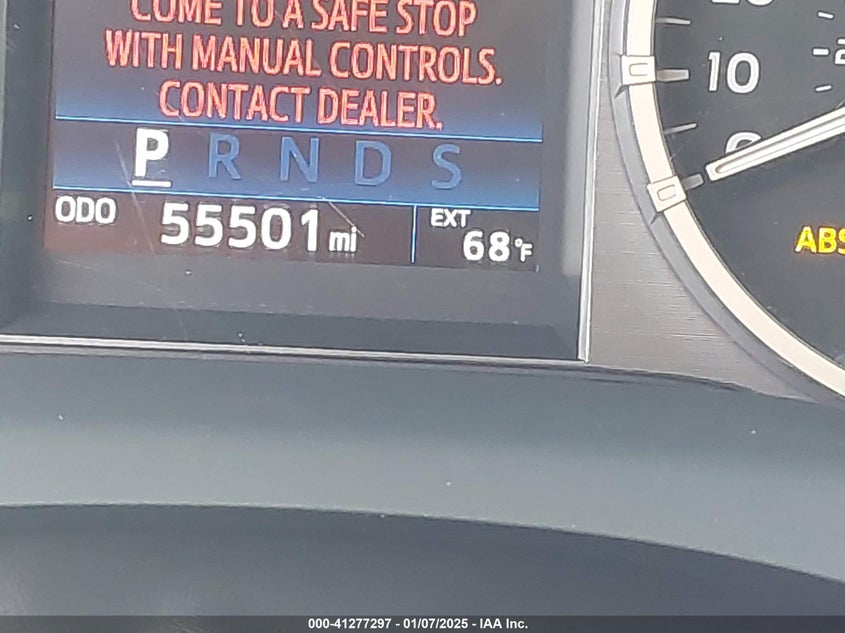 COME TO A SAFE STOP
WITH MANUAL CONTROLS.
CONTACT DEALER.
P R N D S
ODO 55501 mi
EXT
68°F
10
0
ABS
000-41277297 - 01/07/2025 - IAA Inc.